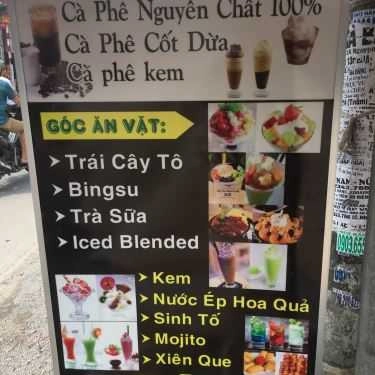 Cà Phê Nguyên Chất 100%
Cà Phê Cốt Dừa
Cà phê kem
GÓC ĂN VẶT:
Trái Cây Tô
Bingsu
Trà Sữa
Iced Blended
Kem
Nước Ép Hoa Quả
Sinh Tố
Mojito
Xiên Que